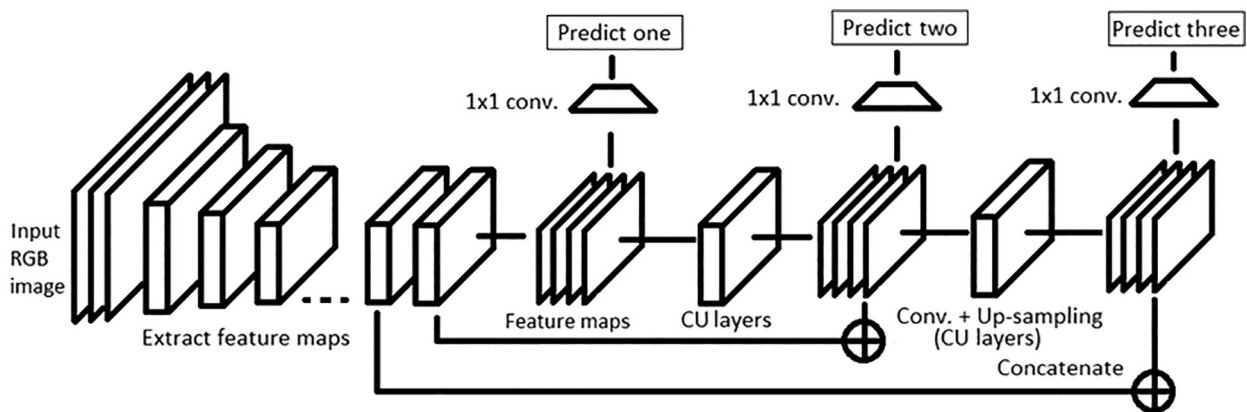 Predict one
Predict two
Predict three
1x1 conv.
1x1 conv.
1x1 conv.
Input
RGB
image
Extract feature maps
Feature maps
CU layers
Conv. + Up-sampling
(CU layers)
Concatenate